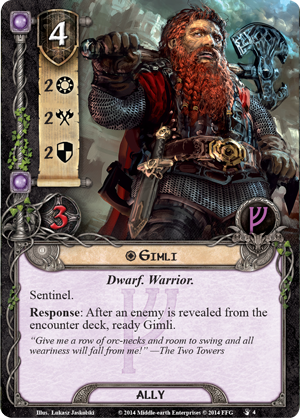 4
2
2
2
3
Gimli
Dwarf. Warrior.
Sentinel.
Response: After an enemy is revealed from the
encounter deck, ready Gimli.
“Give me a row of orc-necks and room to swing and all
weariness will fall from me!” —The Two Towers
ALLY
Illus. Lukasz Jaskolski
© 2014 Middle-earth Enterprises © 2014 FFG
4